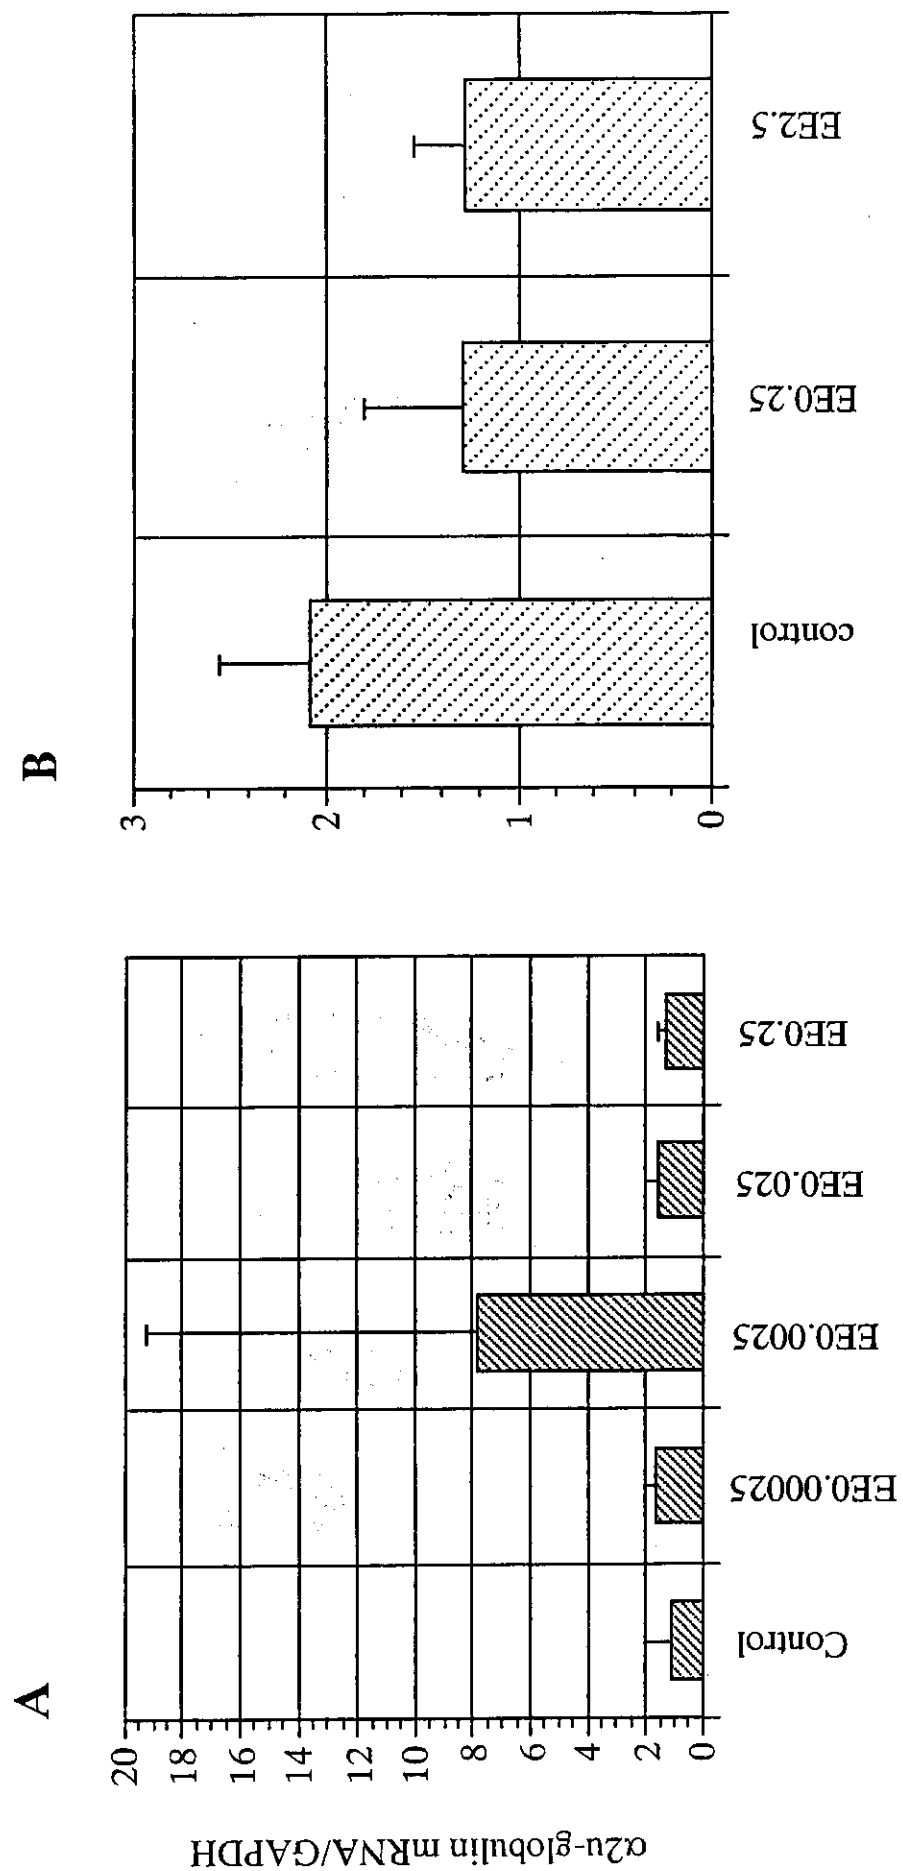 A
α2u-globulin mRNA/GAPDH
20
18
16
14
12
10
8
6
4
2
0
Control
EE0.00025
EE0.0025
EE0.025
EE0.25
B
3
2
1
0
control
EE0.25
EE2.5